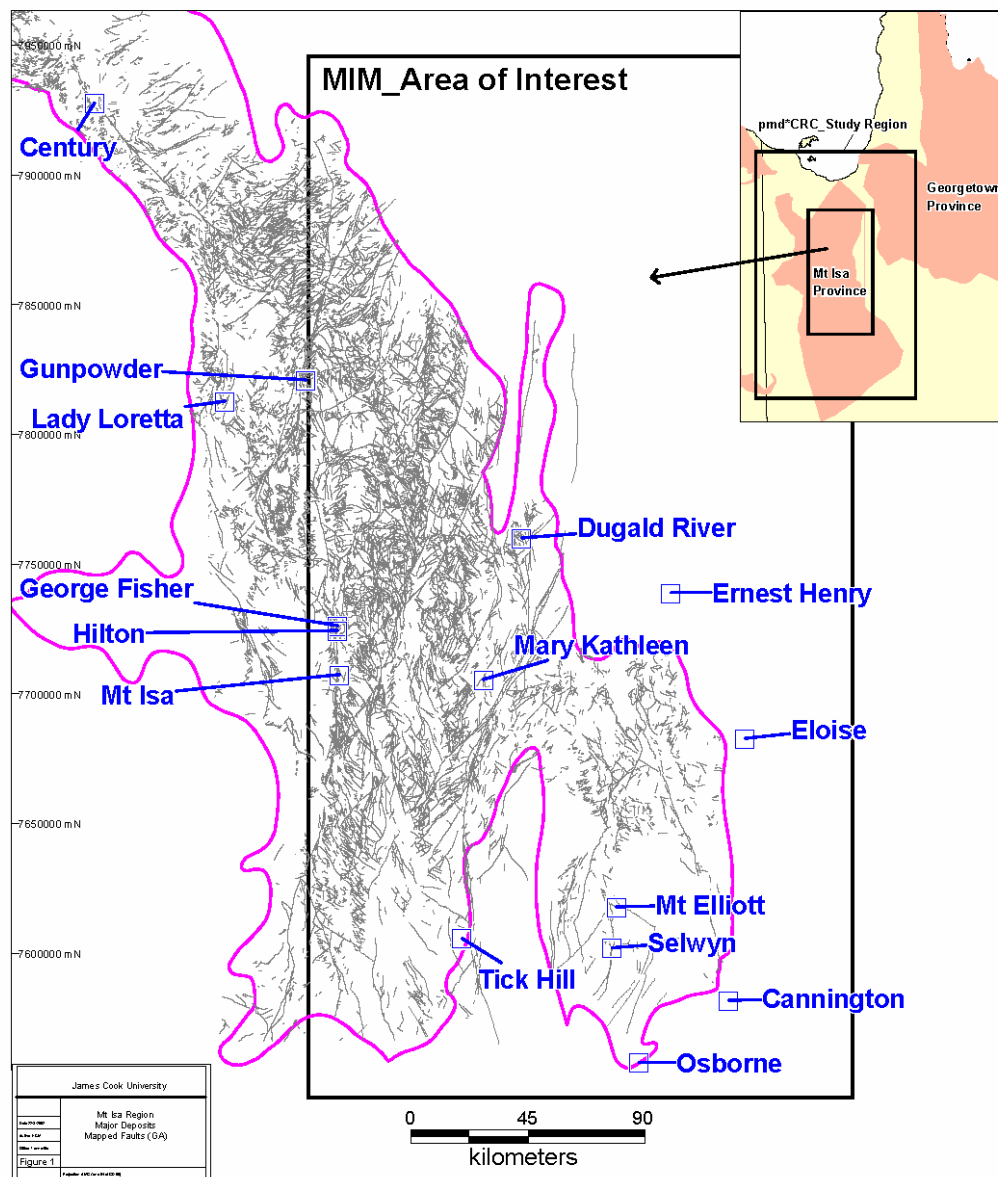 7950000 mN
MIM_Area of Interest
Century
pmd*CRC_Study Region
7900000 mN
Georgetown
Province
Mt Isa
Province
7850000 mN
Gunpowder
Lady Loretta
7800000 mN
Dugald River
7750000 mN
George Fisher
Ernest Henry
Hilton
Mary Kathleen
Mt Isa
7700000 mN
Eloise
7650000 mN
Mt Elliott
Selwyn
7600000 mN
Tick Hill
Cannington
Osborne
James Cook University
Mt Isa Region
Major Deposits
Mapped Faults (GA)
Figure 1
0 45 90
kilometers